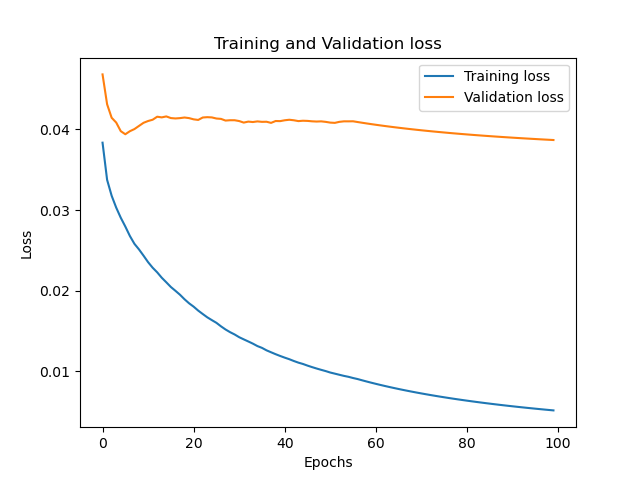 Training and Validation loss
Training loss
Validation loss
0.04
0.03
0.02
0.01
Loss
0 20 40 60 80 100
Epochs